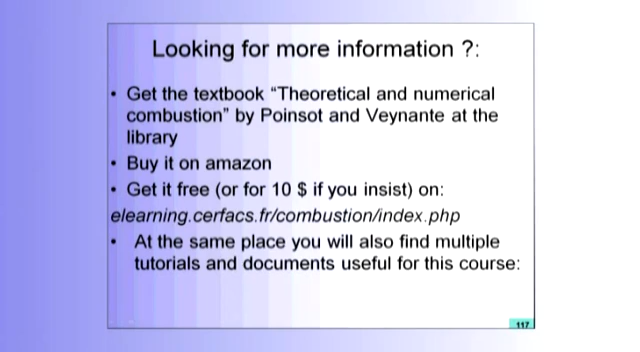 Looking for more information ?:
• Get the textbook “Theoretical and numerical
combustion” by Poinsot and Veynante at the
library
• Buy it on amazon
• Get it free (or for 10 $ if you insist) on:
elearning.cerfacs.fr/combustion/index.php
• At the same place you will also find multiple
tutorials and documents useful for this course:
117